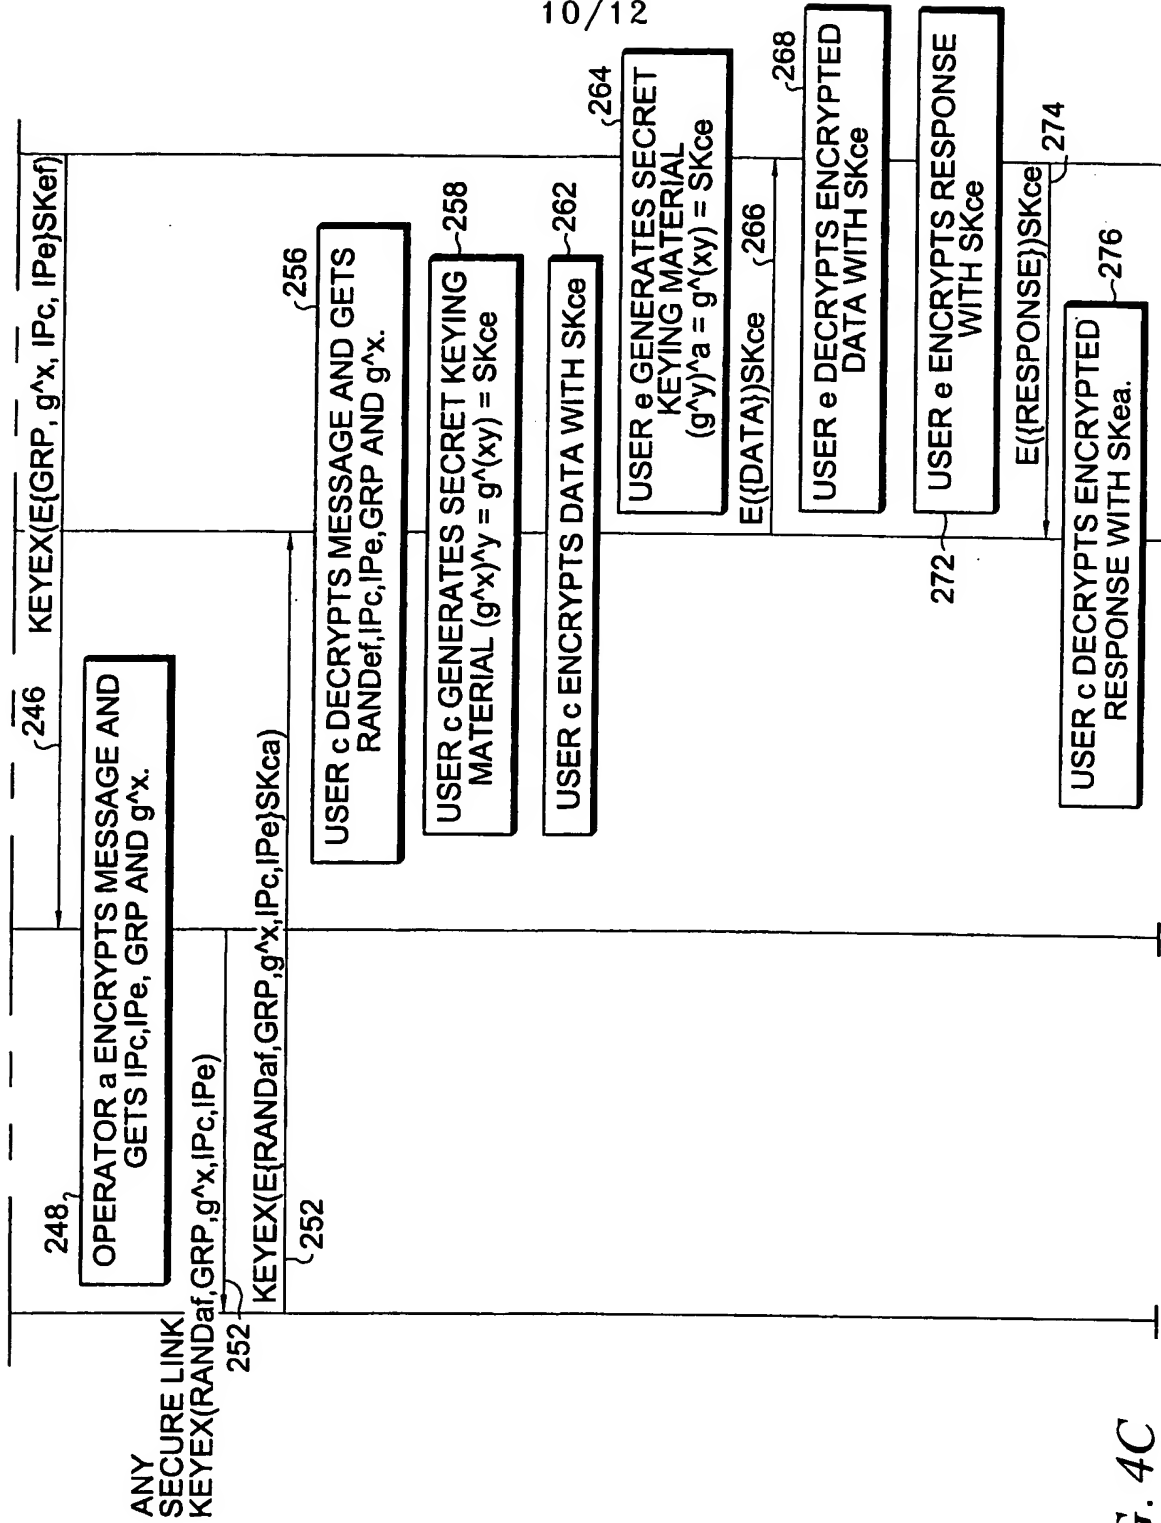 10/12
KEYEX(E{GRP, g^x, IPc, IPe}SKef)
246
248
OPERATOR a ENCRYPTS MESSAGE AND
GETS IPc,IPe, GRP AND g^x.
ANY
SECURE LINK
KEYEX(RANDaf,GRP,g^x,IPc,IPe)
252
KEYEX(E{RANDaf,GRP,g^x,IPc,IPe}SKca)
252
256
USER c DECRYPTS MESSAGE AND GETS
RANDef,IPc,IPe,GRP AND g^x.
258
USER c GENERATES SECRET KEYING
MATERIAL (g^x)^y = g^(xy) = SKce
262
USER c ENCRYPTS DATA WITH SKce
264
USER e GENERATES SECRET
KEYING MATERIAL
(g^y)^a = g^(xy) = SKce
E({DATA})SKce
266
268
USER e DECRYPTS ENCRYPTED
DATA WITH SKce
272
USER e ENCRYPTS RESPONSE
WITH SKce
E({RESPONSE})SKce
274
276
USER c DECRYPTS ENCRYPTED
RESPONSE WITH SKea.
G. 4C